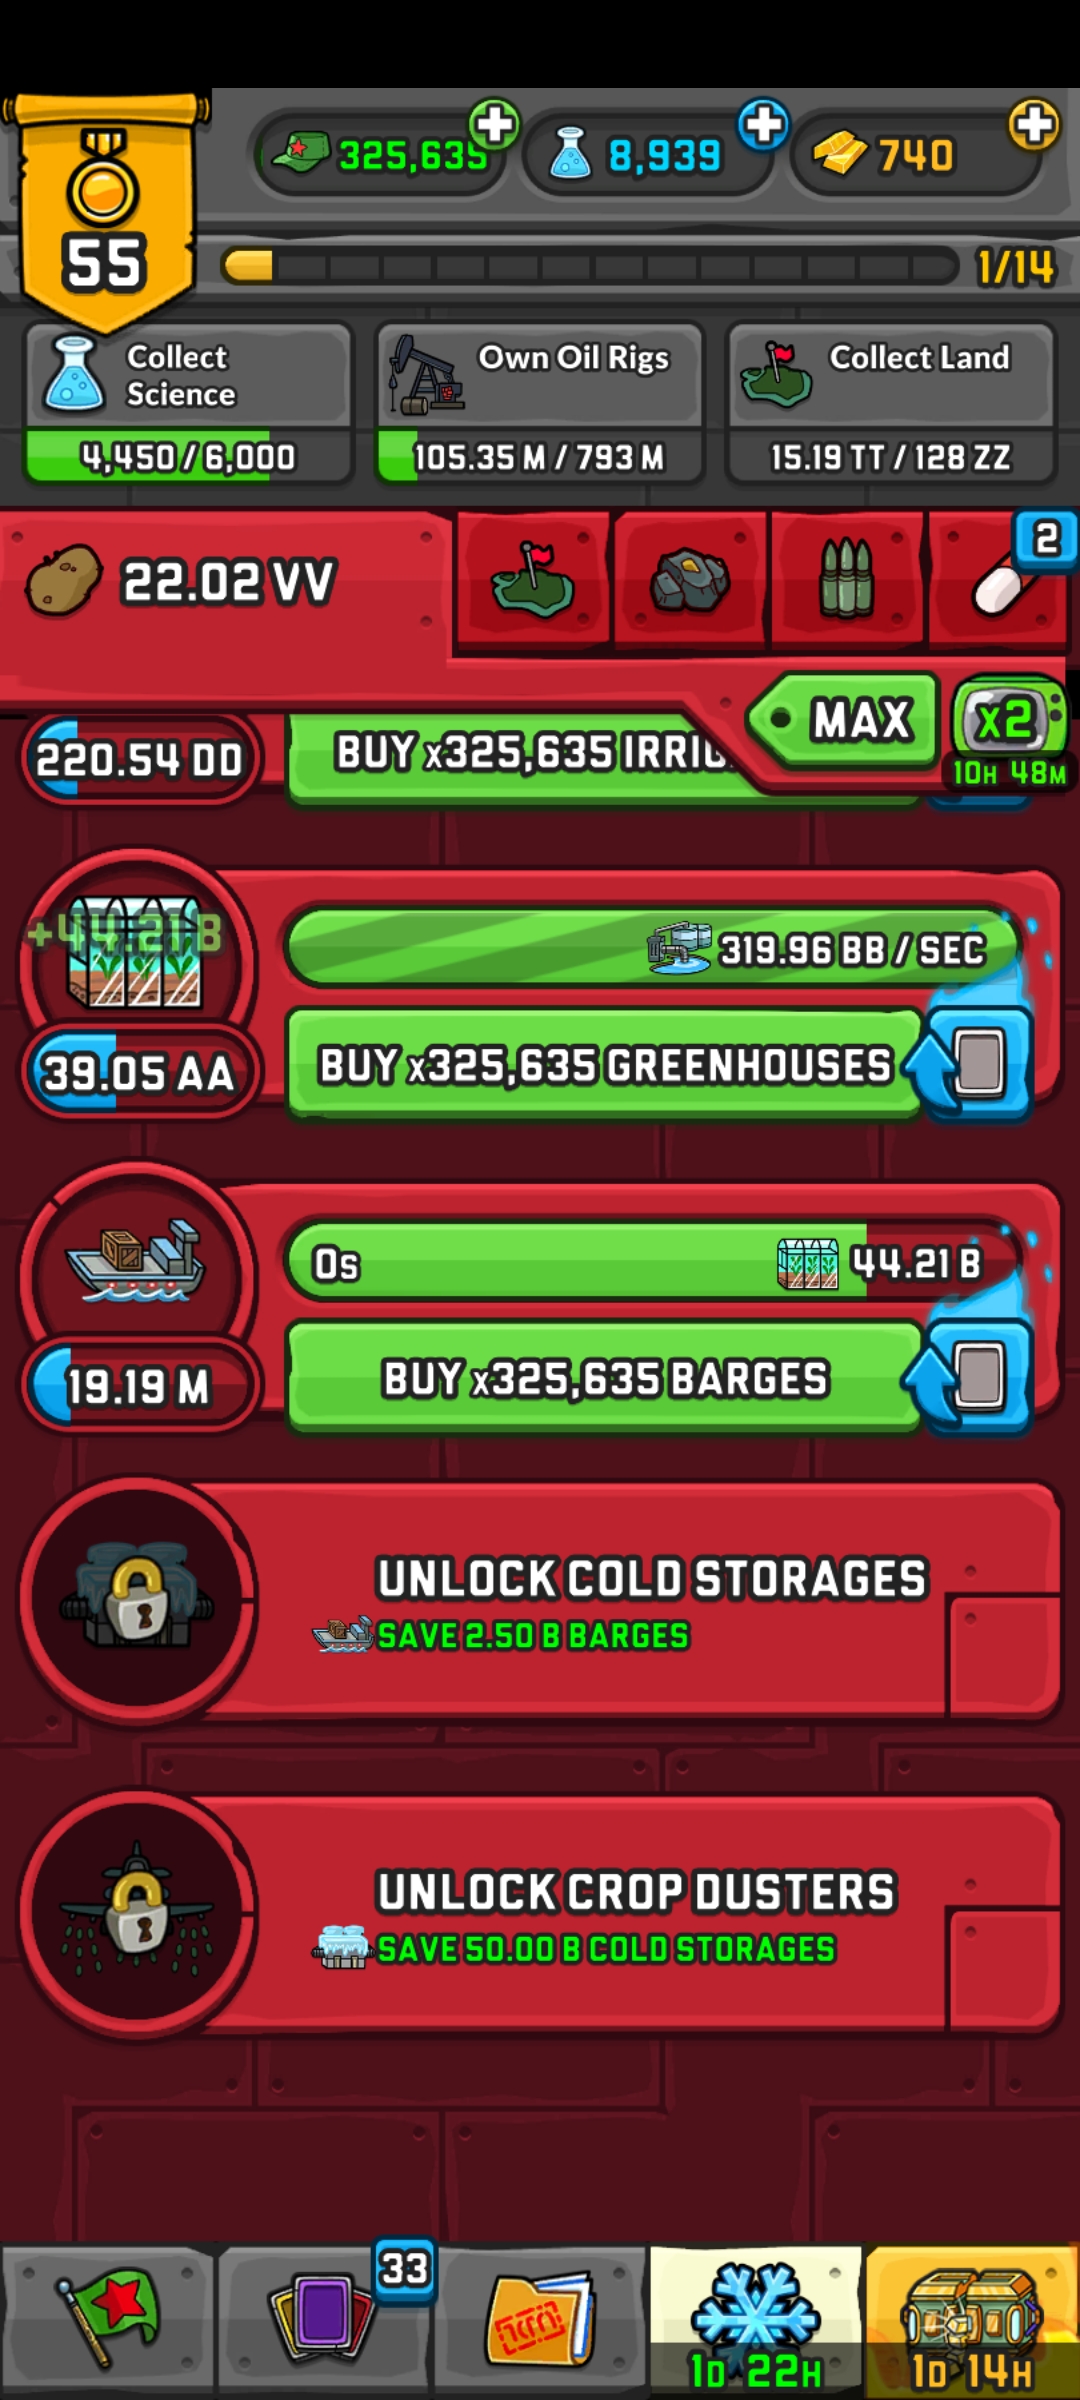 325,635
8,939
740
55
1/14
Collect
Science
Own Oil Rigs
Collect Land
4,450 / 6,000
105.35 M / 793 M
15.19 TT / 128 ZZ
22.02 VV
2
MAX
x2
10H 48M
220.54 DD
BUY x325,635
+44.21 B
319.96 BB / SEC
39.05 AA
BUY x325,635 GREENHOUSES
0s
44.21 B
19.19 M
BUY x325,635 BARGES
UNLOCK COLD STORAGES
SAVE 2.50 B BARGES
UNLOCK CROP DUSTERS
SAVE 50.00 B COLD STORAGES
33
1D 22H
1D 14H